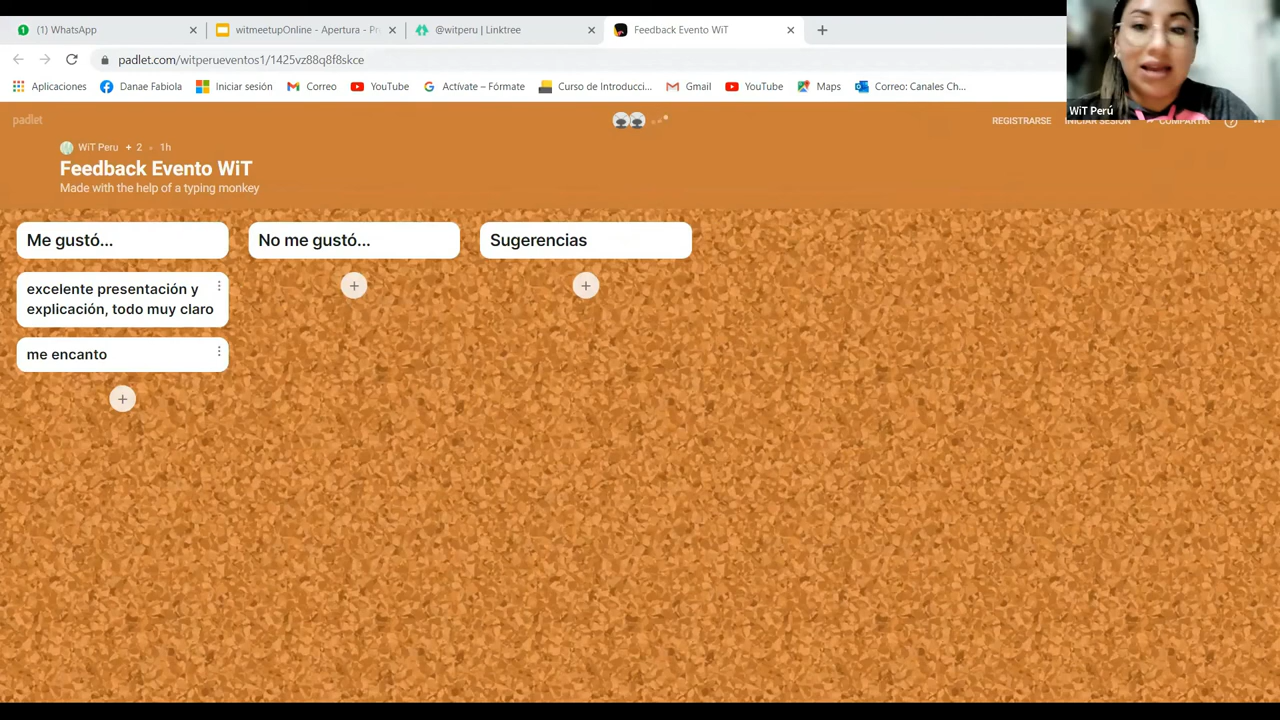 (1) WhatsApp
witmeetupOnline - Apertura - Pr
@witperu | Linktree
Feedback Evento WiT
padlet.com/witperueventos1/1425vz88q8f8skce
Aplicaciones
Danae Fabiola
Iniciar sesión
Correo
YouTube
Actívate – Fórmate
Curso de Introducci...
Gmail
YouTube
Maps
Correo: Canales Ch...
WiT Perú
padlet
REGISTRARSE
INICIAR SESIÓN
COMPARTIR
WiT Peru + 2 • 1h
Feedback Evento WiT
Made with the help of a typing monkey
Me gustó...
No me gustó...
Sugerencias
excelente presentación y
explicación, todo muy claro
me encanto